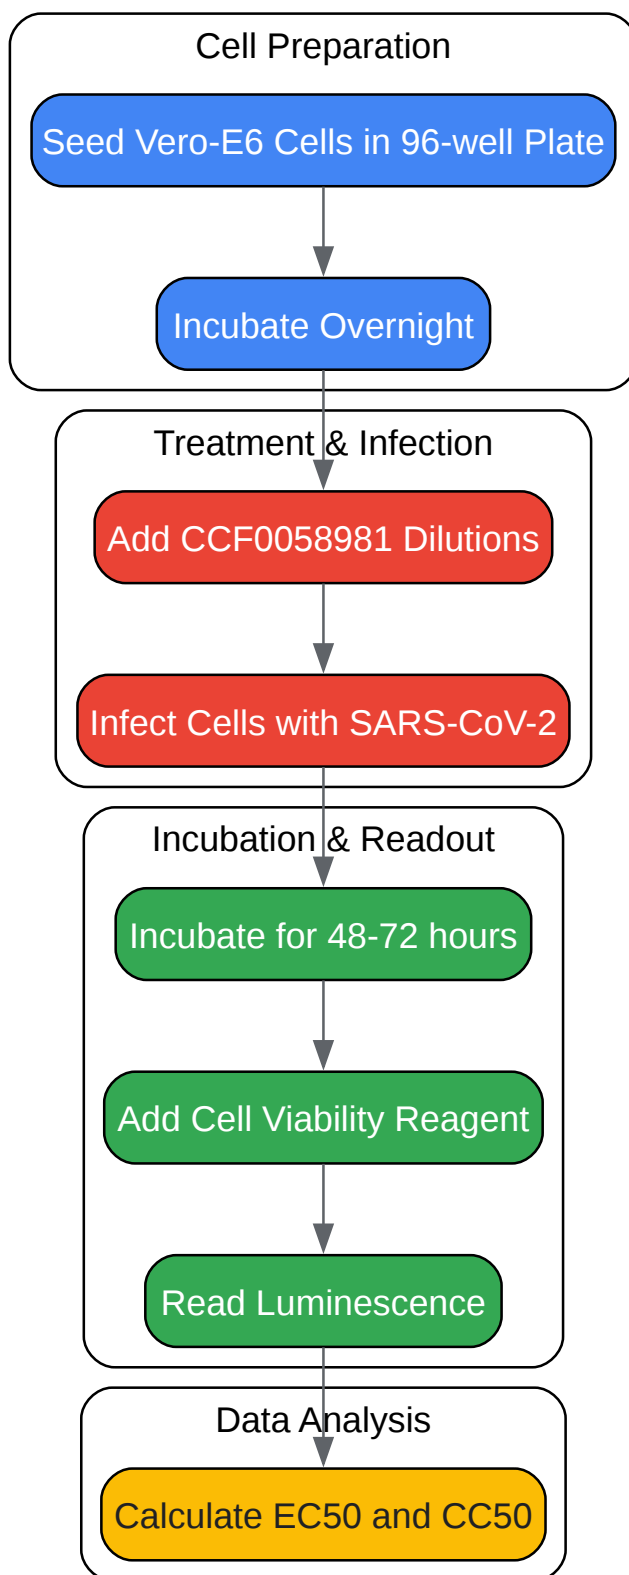 Cell Preparation
Seed Vero-E6 Cells in 96-well Plate
Incubate Overnight
Treatment & Infection
Add CCF0058981 Dilutions
Infect Cells with SARS-CoV-2
Incubation & Readout
Incubate for 48-72 hours
Add Cell Viability Reagent
Read Luminescence
Data Analysis
Calculate EC50 and CC50